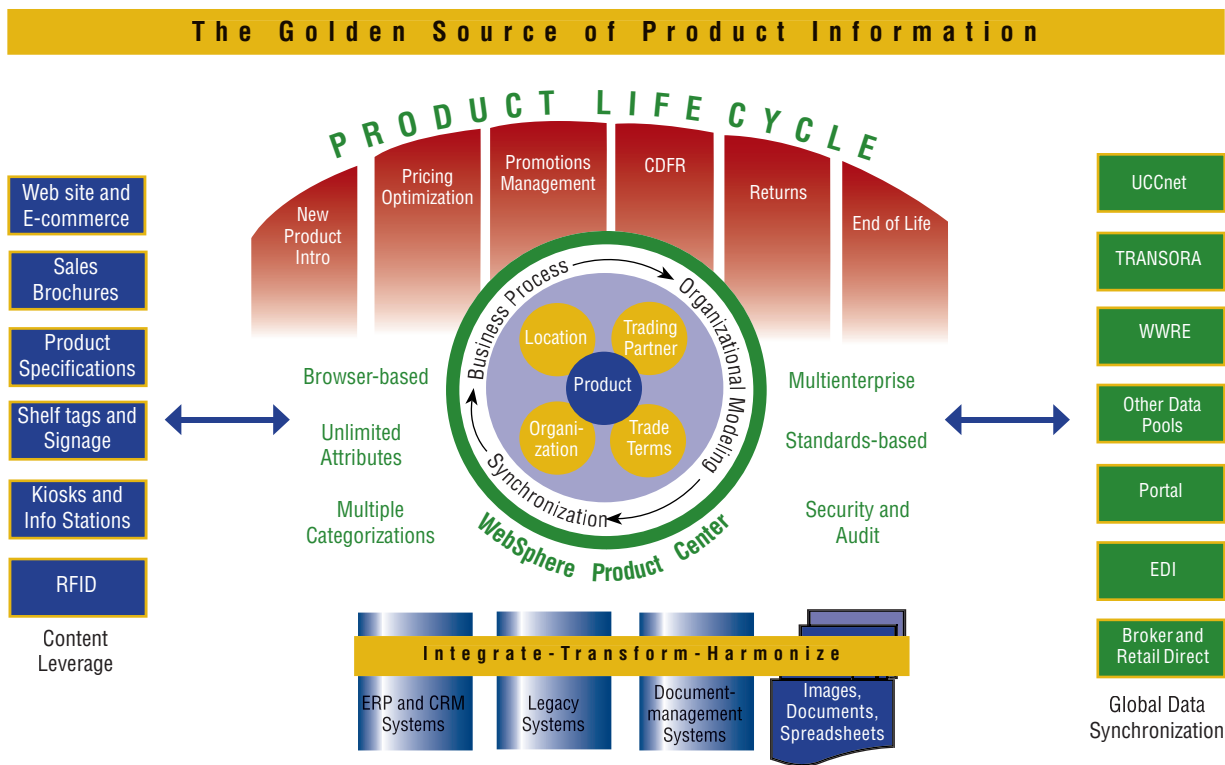 The Golden Source of Product Information
PRODUCT LIFE CYCLE
New
Product
Intro
Pricing
Optimization
Promotions
Management
CDFR
Returns
End of Life
Web site and
E-commerce
Sales
Brochures
Product
Specifications
Shelf tags and
Signage
Kiosks and
Info Stations
RFID
Content
Leverage
Browser-based
Unlimited
Attributes
Multiple
Categorizations
Business Process
Organizational Modeling
Synchronization
Location
Trading
Partner
Product
Organi-
zation
Trade
Terms
WebSphere Product Center
Multienterprise
Standards-based
Security and
Audit
UCCnet
TRANSORA
WWRE
Other Data
Pools
Portal
EDI
Broker and
Retail Direct
Global Data
Synchronization
Integrate-Transform-Harmonize
ERP and CRM
Systems
Legacy
Systems
Document-
management
Systems
Images,
Documents,
Spreadsheets